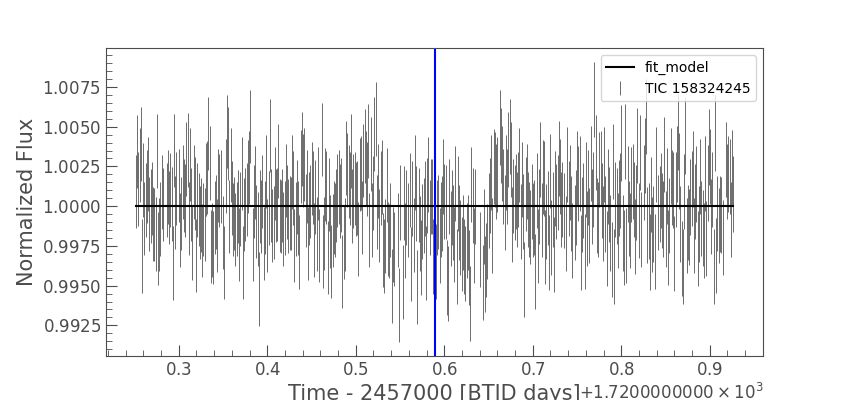 fit_model
TIC 158324245
1.0075
1.0050
1.0025
1.0000
0.9975
0.9950
0.9925
Normalized Flux
0.3 0.4 0.5 0.6 0.7 0.8 0.9
Time - 2457000 [BTJD days]
+1.7200000000 × 10³